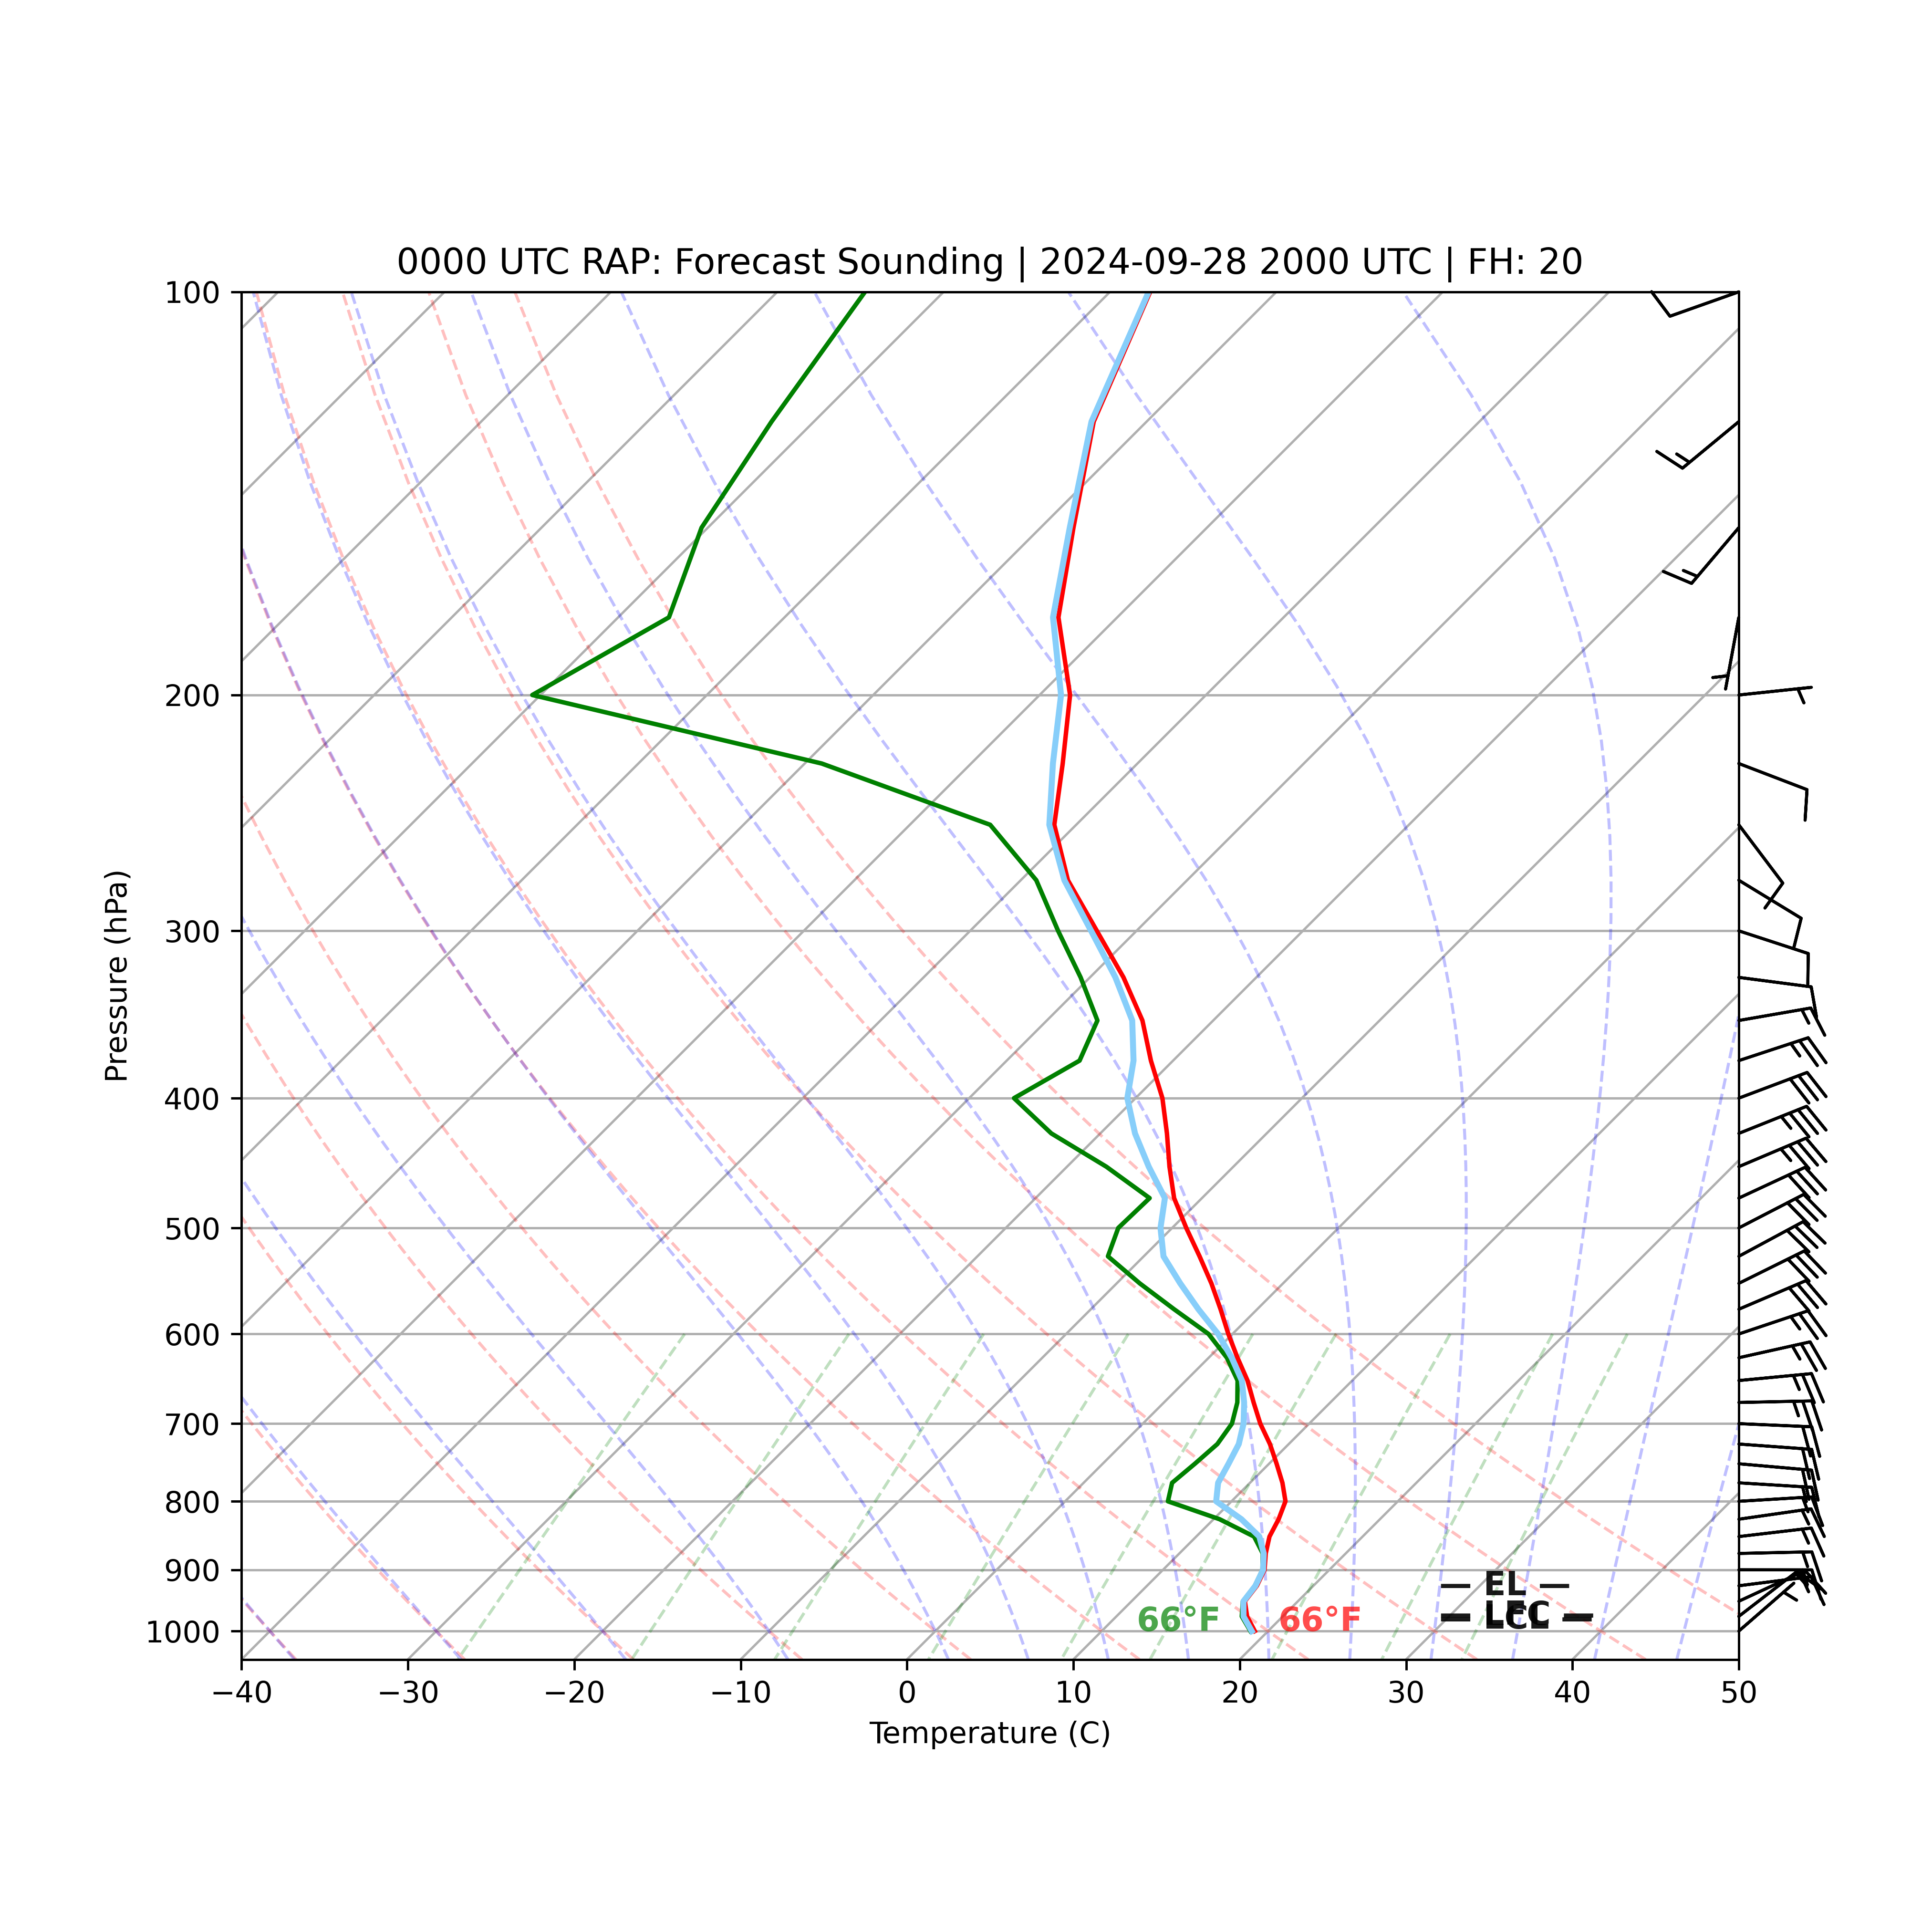 0000 UTC RAP: Forecast Sounding | 2024-09-28 2000 UTC | FH: 20
100
200
300
400
500
600
700
800
900
1000
Pressure (hPa)
— EL —
66°F 66°F
−40 −30 −20 −10 0 10 20 30 40 50
Temperature (C)